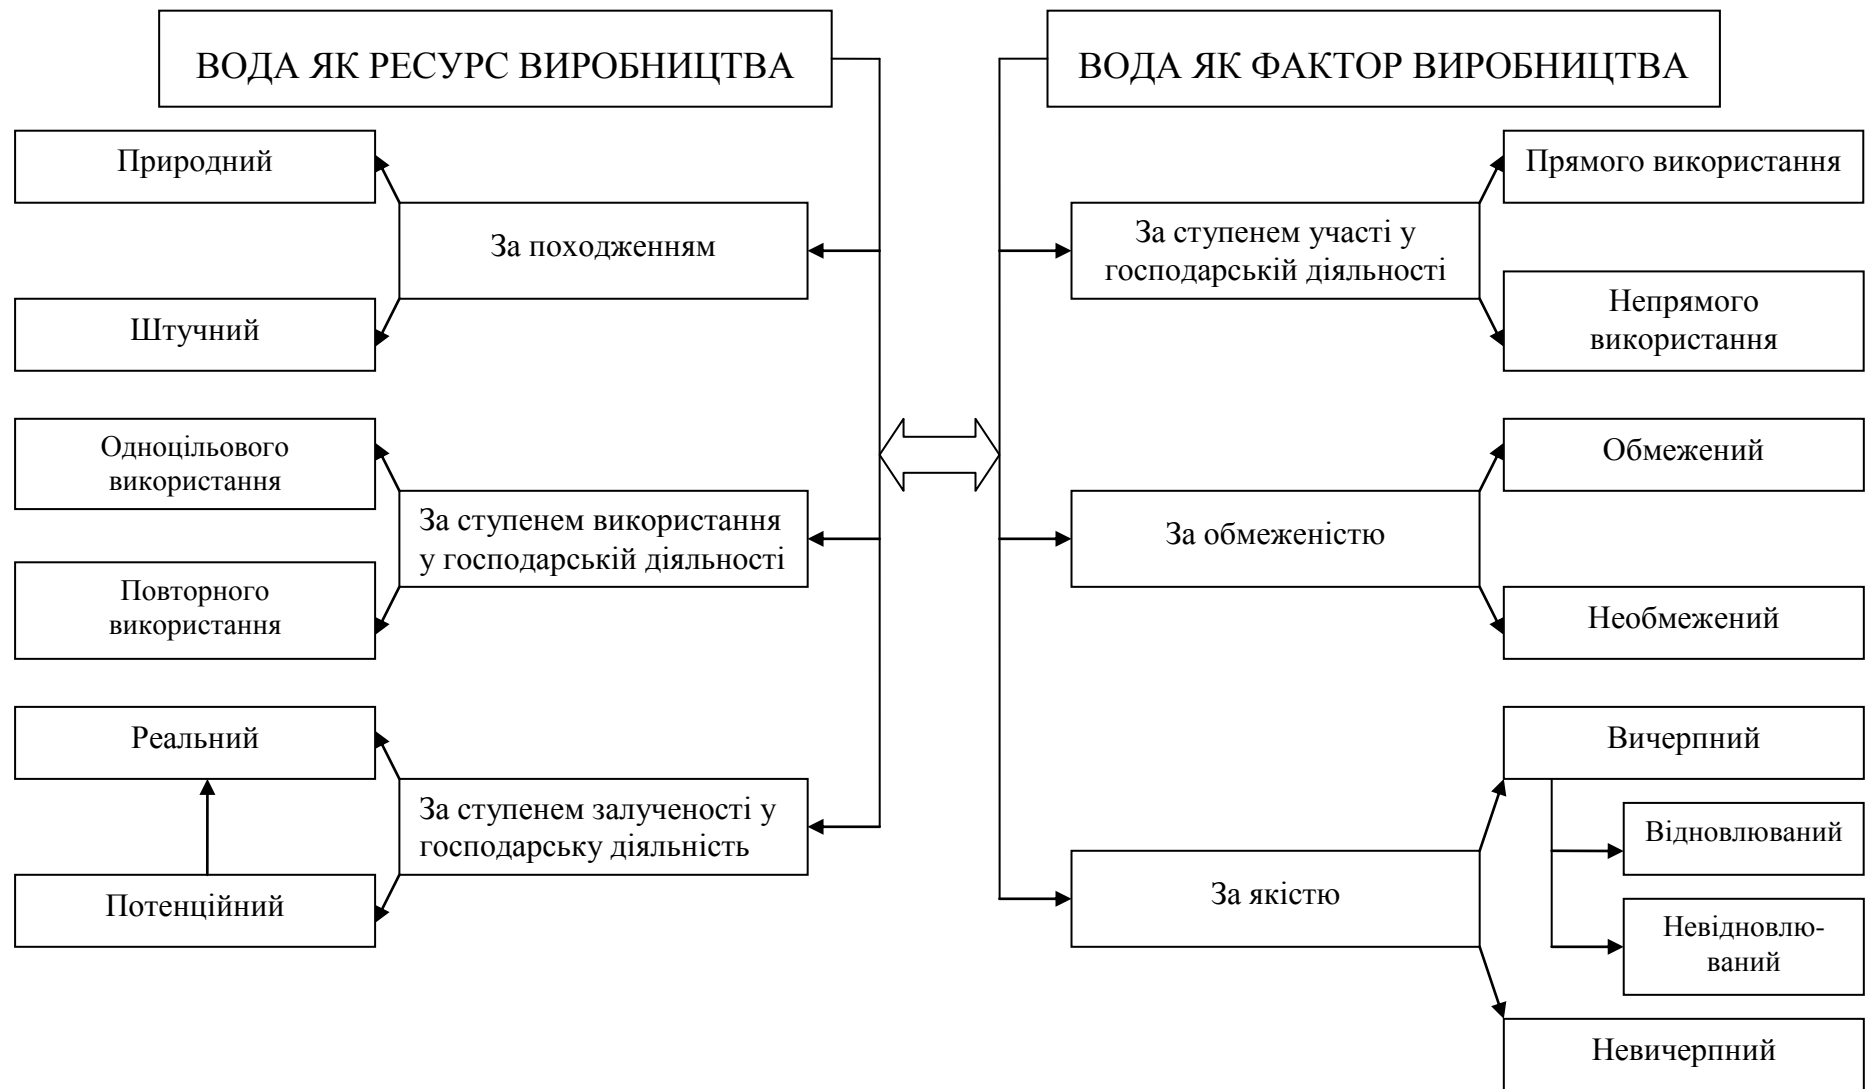 ВОДА ЯК РЕСУРС ВИРОБНИЦТВА
Природний
За походженням
Штучний
Одноцільового
використання
За ступенем використання
у господарській діяльності
Повторного
використання
Реальний
За ступенем залученості у
господарську діяльність
Потенційний
ВОДА ЯК ФАКТОР ВИРОБНИЦТВА
Прямого використання
За ступенем участі у
господарській діяльності
Непрямого
використання
Обмежений
За обмеженістю
Необмежений
Вичерпний
Відновлюваний
За якістю
Невідновлю-
ваний
Невичерпний